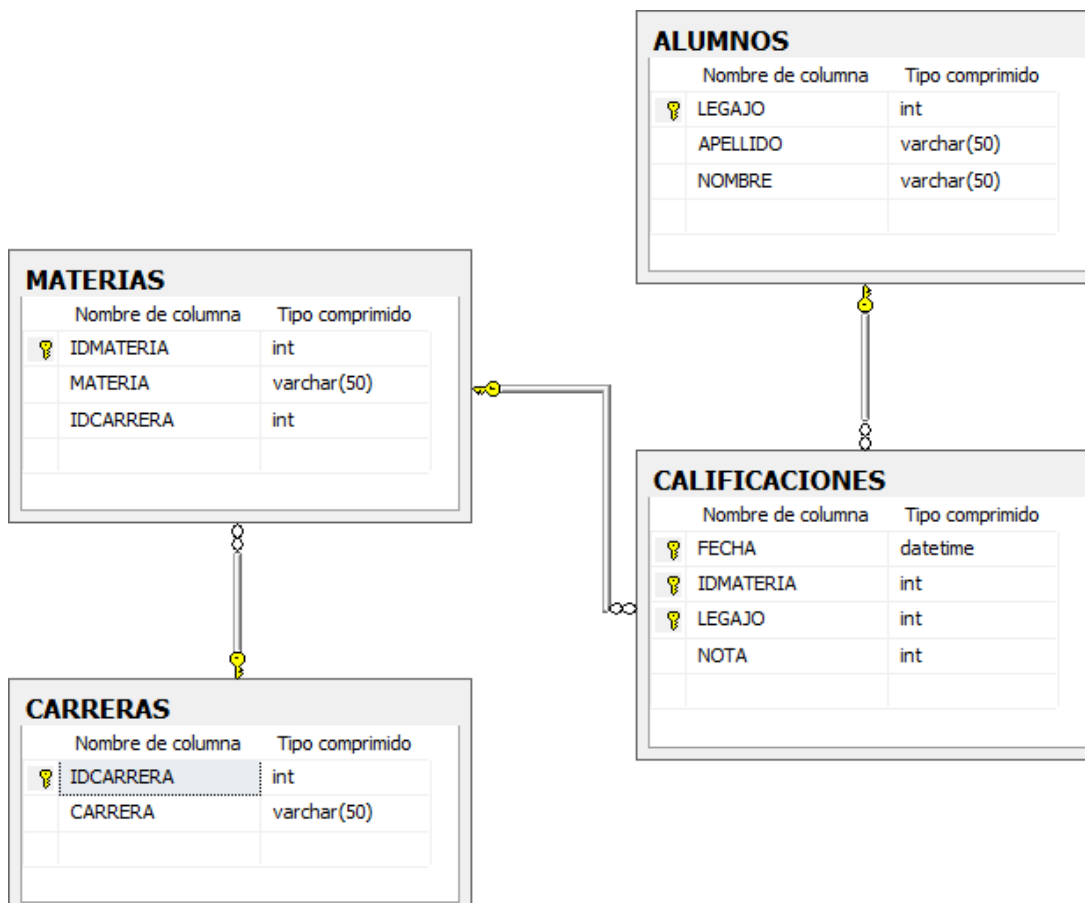 ALUMNOS
Nombre de columna Tipo comprimido
LEGAJO int
APELLIDO varchar(50)
NOMBRE varchar(50)
MATERIAS
Nombre de columna Tipo comprimido
IDMATERIA int
MATERIA varchar(50)
IDCARRERA int
CALIFICACIONES
Nombre de columna Tipo comprimido
FECHA datetime
IDMATERIA int
LEGAJO int
NOTA int
CARRERAS
Nombre de columna Tipo comprimido
IDCARRERA int
CARRERA varchar(50)